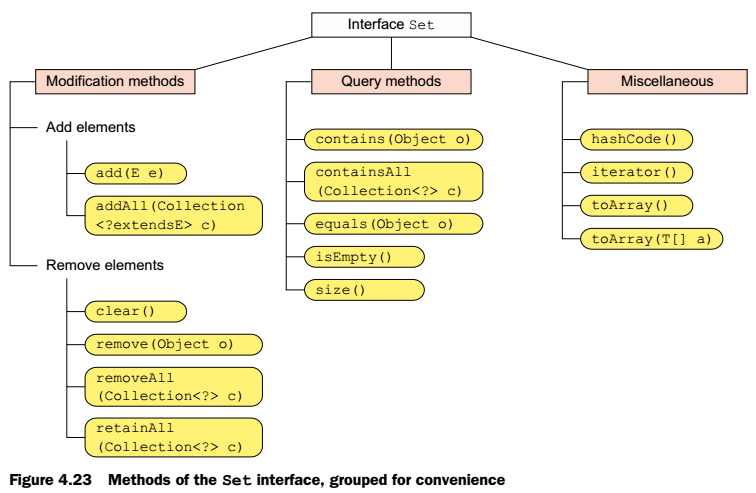 Interface Set
Modification methods
Add elements
add(E e)
addAll(Collection
<?extendsE> c)
Remove elements
clear()
remove(Object o)
removeAll
(Collection<?> c)
retainAll
(Collection<?> c)
Query methods
contains(Object o)
containsAll
(Collection<?> c)
equals(Object o)
isEmpty()
size()
Miscellaneous
hashCode()
iterator()
toArray()
toArray(T[] a)
Figure 4.23 Methods of the Set interface, grouped for convenience